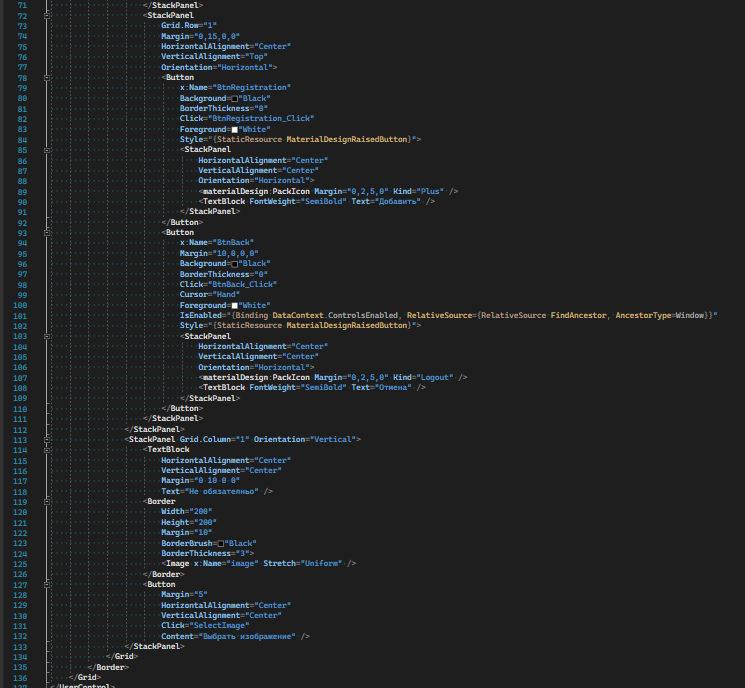 71 </StackPanel>
72 <StackPanel
73 Grid.Row="1"
74 Margin="0,15,0,0"
75 HorizontalAlignment="Center"
76 VerticalAlignment="Top"
77 Orientation="Horizontal">
78 <Button
79 x:Name="BtnRegistration"
80 Background="Black"
81 BorderThickness="0"
82 Click="BtnRegistration_Click"
83 Foreground="White"
84 Style="{StaticResource MaterialDesignRaisedButton}">
85 <StackPanel
86 HorizontalAlignment="Center"
87 VerticalAlignment="Center"
88 Orientation="Horizontal">
89 <materialDesign:PackIcon Margin="0,2,5,0" Kind="Plus" />
90 <TextBlock FontWeight="SemiBold" Text="Добавить" />
91 </StackPanel>
92 </Button>
93 <Button
94 x:Name="BtnBack"
95 Margin="10,0,0,0"
96 Background="Black"
97 BorderThickness="0"
98 Click="BtnBack_Click"
99 Cursor="Hand"
100 Foreground="White"
101 IsEnabled="{Binding DataContext.ControlsEnabled, RelativeSource={RelativeSource FindAncestor, AncestorType=Window}}"
102 Style="{StaticResource MaterialDesignRaisedButton}">
103 <StackPanel
104 HorizontalAlignment="Center"
105 VerticalAlignment="Center"
106 Orientation="Horizontal">
107 <materialDesign:PackIcon Margin="0,2,5,0" Kind="Logout" />
108 <TextBlock FontWeight="SemiBold" Text="Отмена" />
109 </StackPanel>
110 </Button>
111 </StackPanel>
112 </StackPanel>
113 <StackPanel Grid.Column="1" Orientation="Vertical">
114 <TextBlock
115 HorizontalAlignment="Center"
116 VerticalAlignment="Center"
117 Margin="0 10 0 0"
118 Text="Не обязателньо" />
119 <Border
120 Width="200"
121 Height="200"
122 Margin="10"
123 BorderBrush="Black"
124 BorderThickness="3">
125 <Image x:Name="image" Stretch="Uniform" />
126 </Border>
127 <Button
128 Margin="5"
129 HorizontalAlignment="Center"
130 VerticalAlignment="Center"
131 Click="SelectImage"
132 Content="Выбрать изображение" />
133 </StackPanel>
134 </Grid>
135 </Border>
136 </Grid>
137 </UserControl>